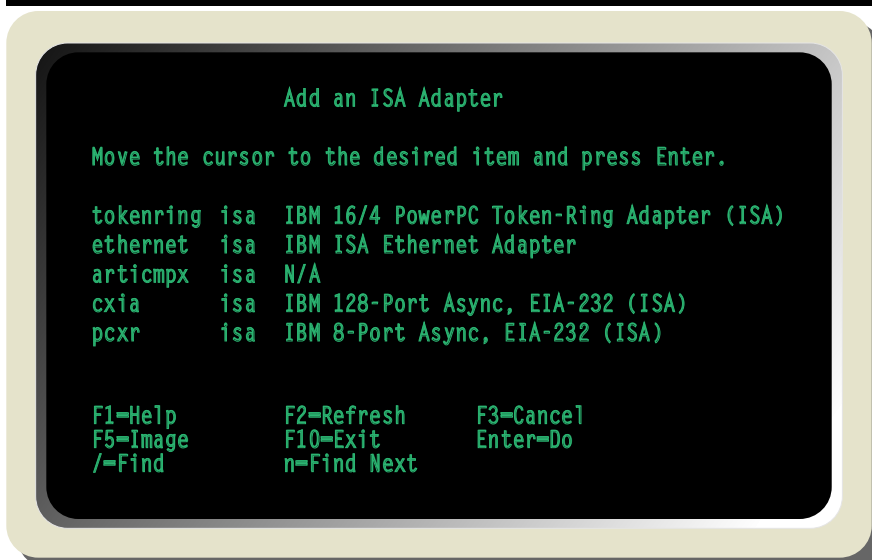 Add an ISA Adapter
Move the cursor to the desired item and press Enter.
tokenring isa IBM 16/4 PowerPC Token-Ring Adapter (ISA)
ethernet isa IBM ISA Ethernet Adapter
articmpx isa N/A
cxia isa IBM 128-Port Async, EIA-232 (ISA)
pcxr isa IBM 8-Port Async, EIA-232 (ISA)
F1=Help F2=Refresh F3=Cancel
F5=Image F10=Exit Enter=Do
/=Find n=Find Next